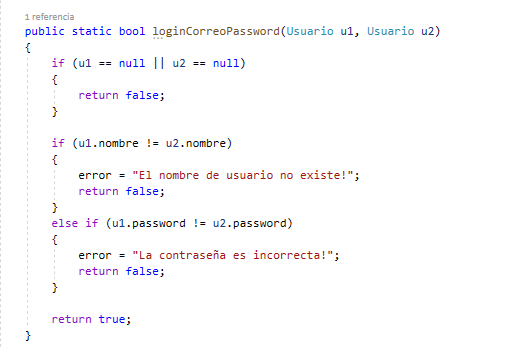 1 referencia
public static bool loginCorreoPassword(Usuario u1, Usuario u2)
{
if (u1 == null || u2 == null)
{
return false;
}
if (u1.nombre != u2.nombre)
{
error = "El nombre de usuario no existe!";
return false;
}
else if (u1.password != u2.password)
{
error = "La contraseña es incorrecta!";
return false;
}
return true;
}